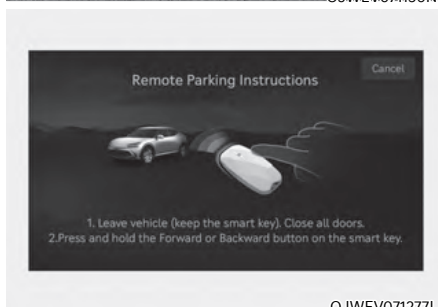 Remote Parking Instructions
Cancel
1. Leave vehicle (keep the smart key). Close all doors.
2.Press and hold the Forward or Backward button on the smart key.